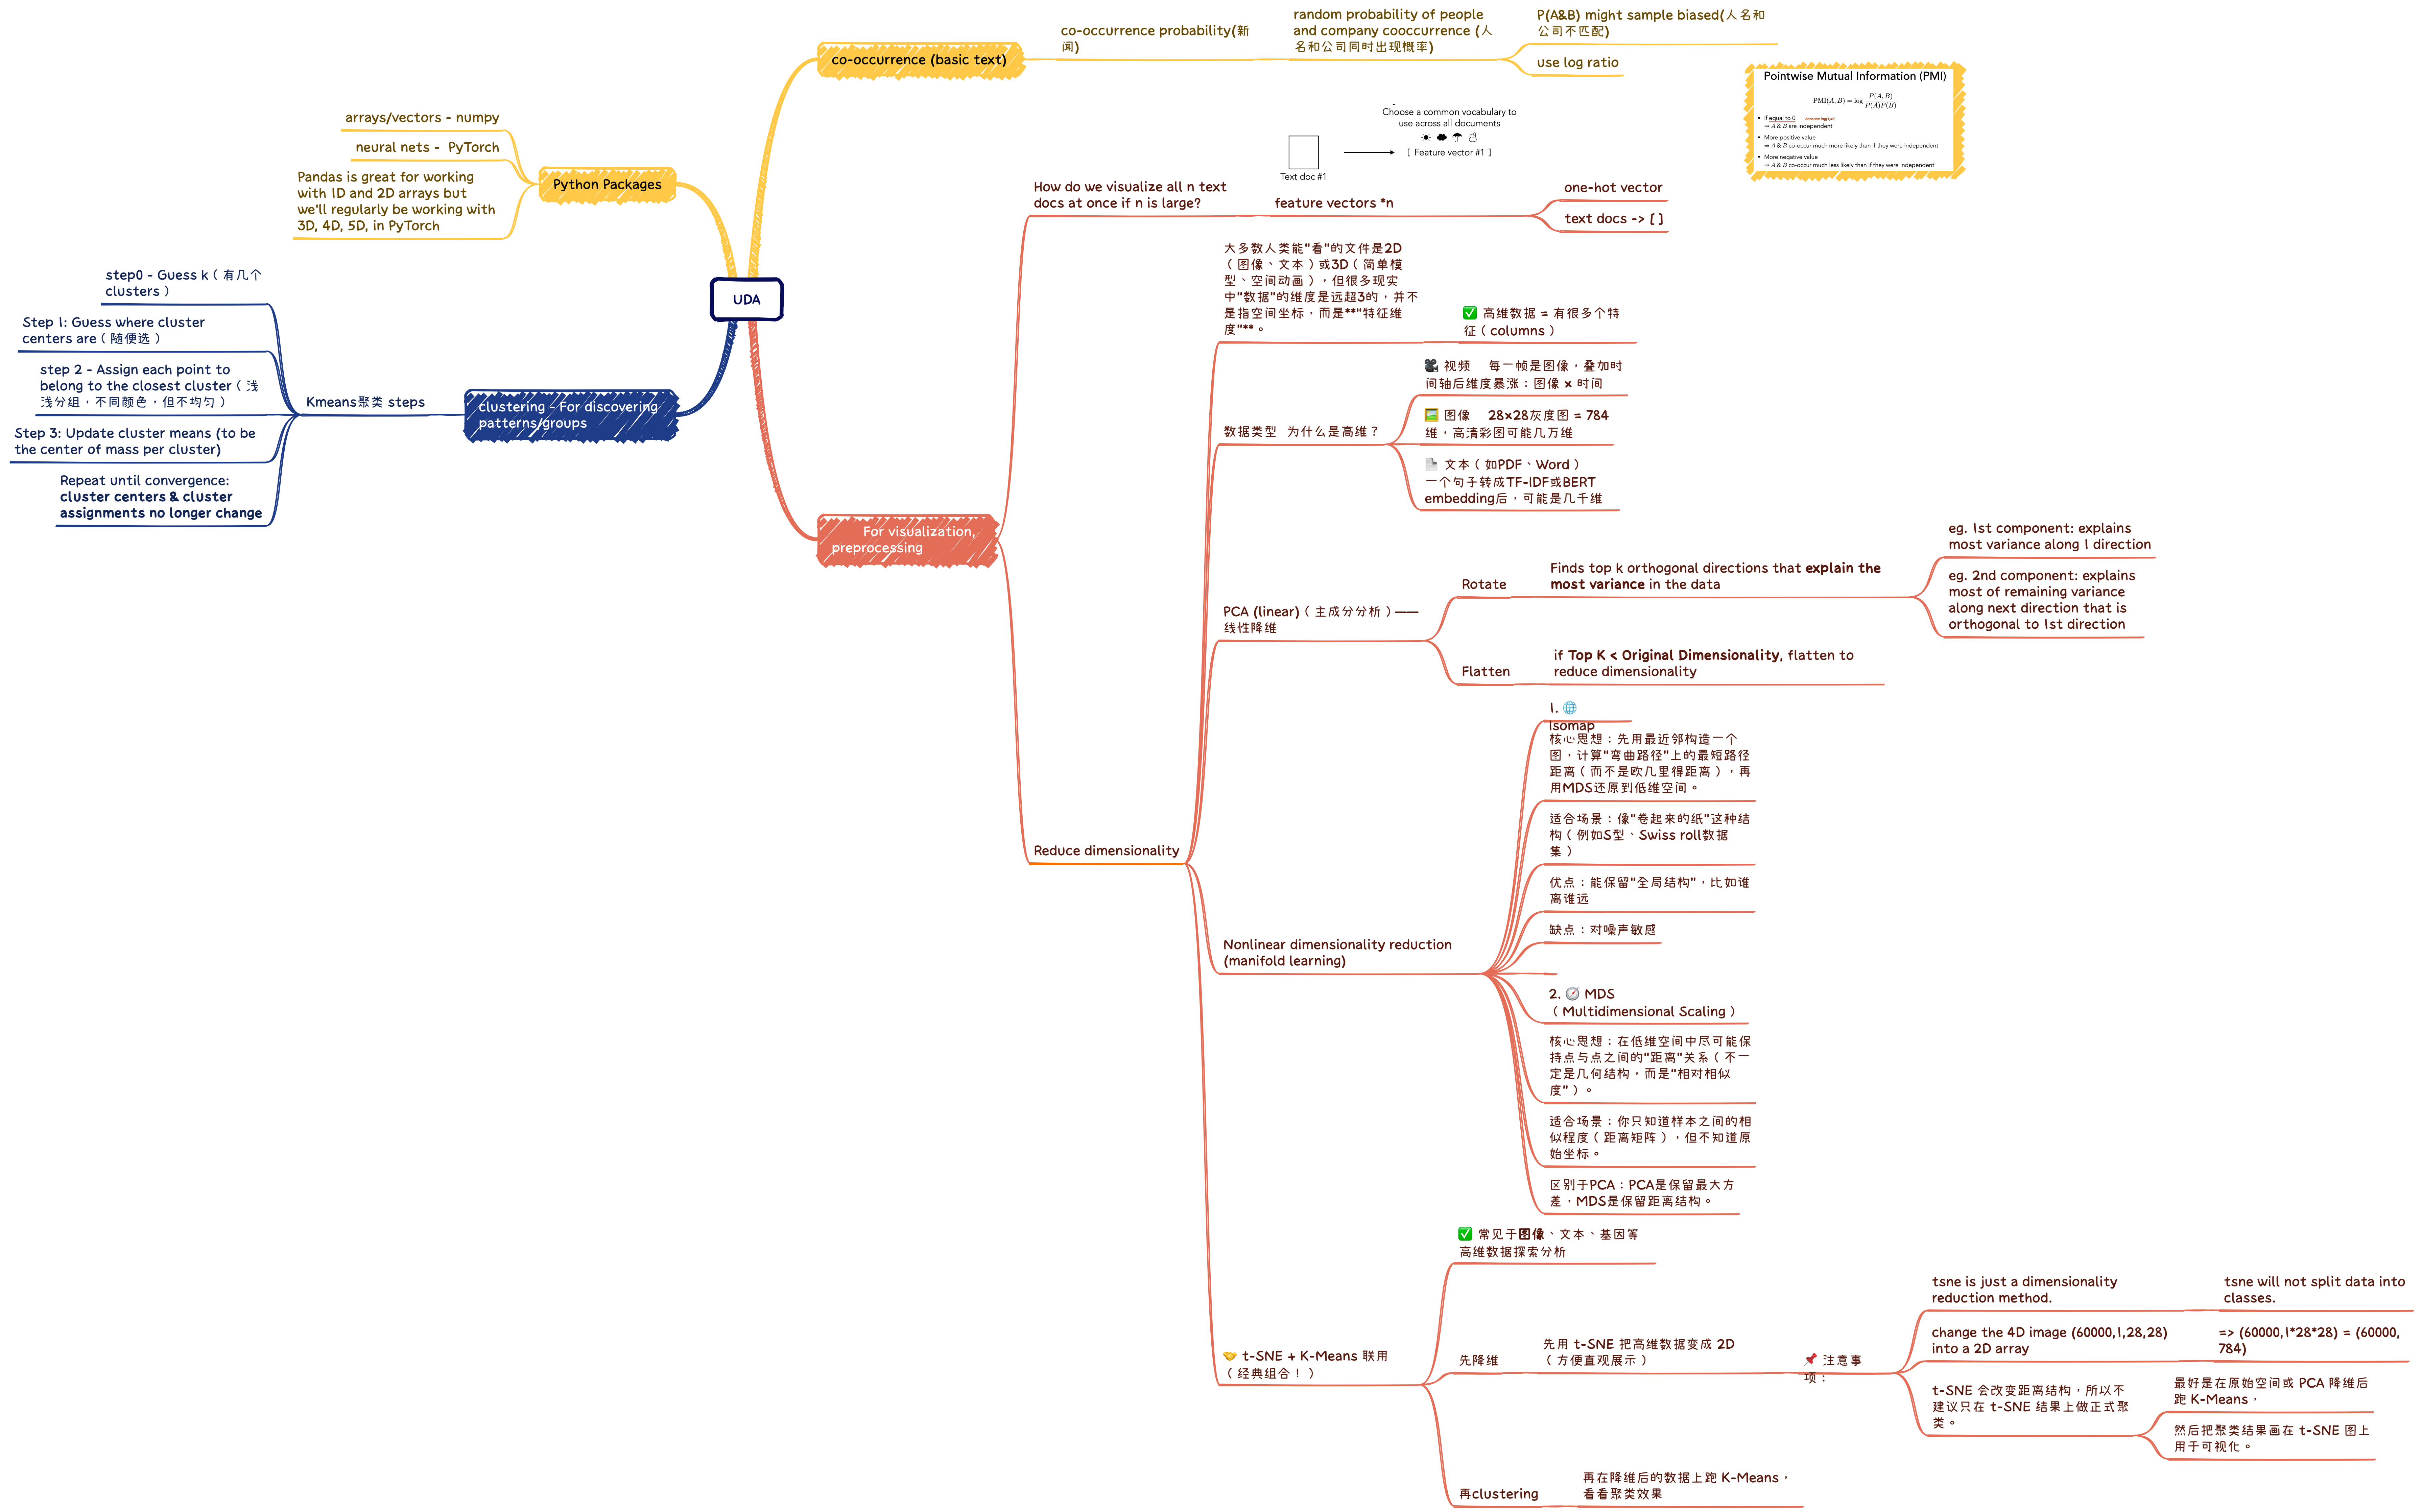 UDA
co-occurrence (basic text)
co-occurrence probability(新
闻)
random probability of people
and company cooccurrence (人
名和公司同时出现概率)
P(A&B) might sample biased(人名和
公司不匹配)
use log ratio
Pointwise Mutual Information (PMI)
PMI(A, B) = log P(A, B) / P(A)P(B)
• If equal to 0 because log(1)=0
⇒ A & B are independent
• More positive value
⇒ A & B co-occur much more likely than if they were independent
• More negative value
⇒ A & B co-occur much less likely than if they were independent
Python Packages
arrays/vectors - numpy
neural nets - PyTorch
Pandas is great for working
with 1D and 2D arrays but
we'll regularly be working with
3D, 4D, 5D, in PyTorch
clustering - For discovering
patterns/groups
Kmeans聚类 steps
step0 - Guess k（有几个
clusters）
Step 1: Guess where cluster
centers are（随便选）
step 2 - Assign each point to
belong to the closest cluster（浅
浅分组，不同颜色，但不均匀）
Step 3: Update cluster means (to be
the center of mass per cluster)
Repeat until convergence:
cluster centers & cluster
assignments no longer change
For visualization,
preprocessing
How do we visualize all n text
docs at once if n is large?
Choose a common vocabulary to
use across all documents
☀ ☁ ☂ ☃
[ Feature vector #1 ]
Text doc #1
feature vectors *n
one-hot vector
text docs -> [ ]
Reduce dimensionality
大多数人类能"看"的文件是2D
（图像、文本）或3D（简单模
型、空间动画），但很多现实
中"数据"的维度是远超3的，并不
是指空间坐标，而是**"特征维
度"**。
✅ 高维数据 = 有很多个特
征（columns）
数据类型 为什么是高维？
🎥 视频 每一帧是图像，叠加时
间轴后维度暴涨：图像 × 时间
🖼️ 图像 28×28灰度图 = 784
维，高清彩图可能几万维
📄 文本（如PDF、Word）
一个句子转成TF-IDF或BERT
embedding后，可能是几千维
PCA (linear)（主成分分析）——
线性降维
Rotate
Finds top k orthogonal directions that explain the
most variance in the data
eg. 1st component: explains
most variance along 1 direction
eg. 2nd component: explains
most of remaining variance
along next direction that is
orthogonal to 1st direction
Flatten
if Top K < Original Dimensionality, flatten to
reduce dimensionality
Nonlinear dimensionality reduction
(manifold learning)
1. 🌐
Isomap
核心思想：先用最近邻构造一个
图，计算"弯曲路径"上的最短路径
距离（而不是欧几里得距离），再
用MDS还原到低维空间。
适合场景：像"卷起来的纸"这种结
构（例如S型、Swiss roll数据
集）
优点：能保留"全局结构"，比如谁
离谁远
缺点：对噪声敏感
2. 🧭 MDS
（Multidimensional Scaling）
核心思想：在低维空间中尽可能保
持点与点之间的"距离"关系（不一
定是几何结构，而是"相对相似
度"）。
适合场景：你只知道样本之间的相
似程度（距离矩阵），但不知道原
始坐标。
区别于PCA：PCA是保留最大方
差，MDS是保留距离结构。
🤝 t-SNE + K-Means 联用
（经典组合！）
✅ 常见于图像、文本、基因等
高维数据探索分析
先降维
先用 t-SNE 把高维数据变成 2D
（方便直观展示）
📌 注意事
项：
tsne is just a dimensionality
reduction method.
tsne will not split data into
classes.
change the 4D image (60000,1,28,28)
into a 2D array
=> (60000,1*28*28) = (60000,
784)
t-SNE 会改变距离结构，所以不
建议只在 t-SNE 结果上做正式聚
类。
最好是在原始空间或 PCA 降维后
跑 K-Means，
然后把聚类结果画在 t-SNE 图上
用于可视化。
再clustering
再在降维后的数据上跑 K-Means，
看看聚类效果